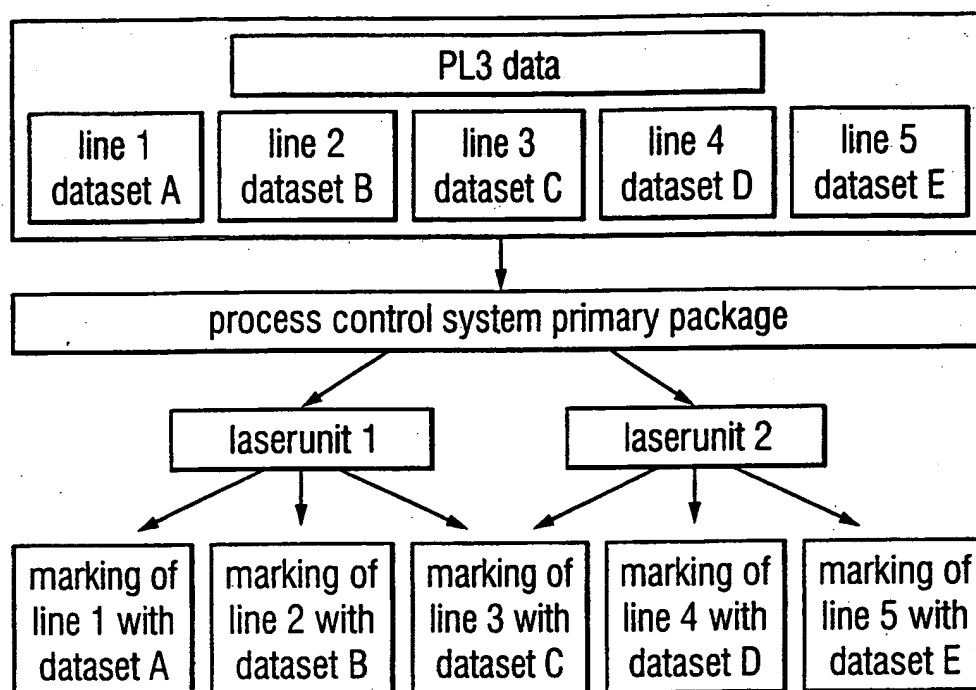 PL3 data
line 1
dataset A
line 2
dataset B
line 3
dataset C
line 4
dataset D
line 5
dataset E
process control system primary package
laserunit 1
laserunit 2
marking of
line 1 with
dataset A
marking of
line 2 with
dataset B
marking of
line 3 with
dataset C
marking of
line 4 with
dataset D
marking of
line 5 with
dataset E